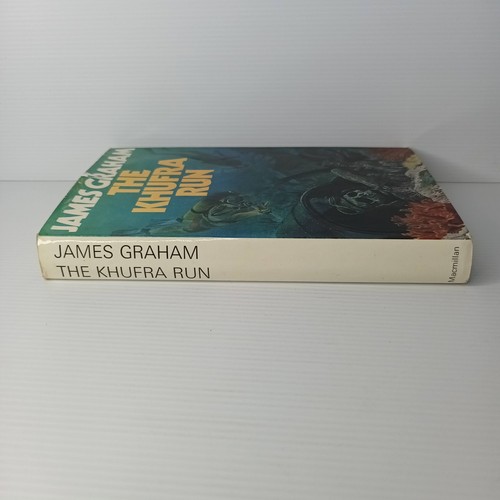 JAMES GRAHAM
THE
KHUFRA
RUN
JAMES GRAHAM
THE KHUFRA RUN
Macmillan